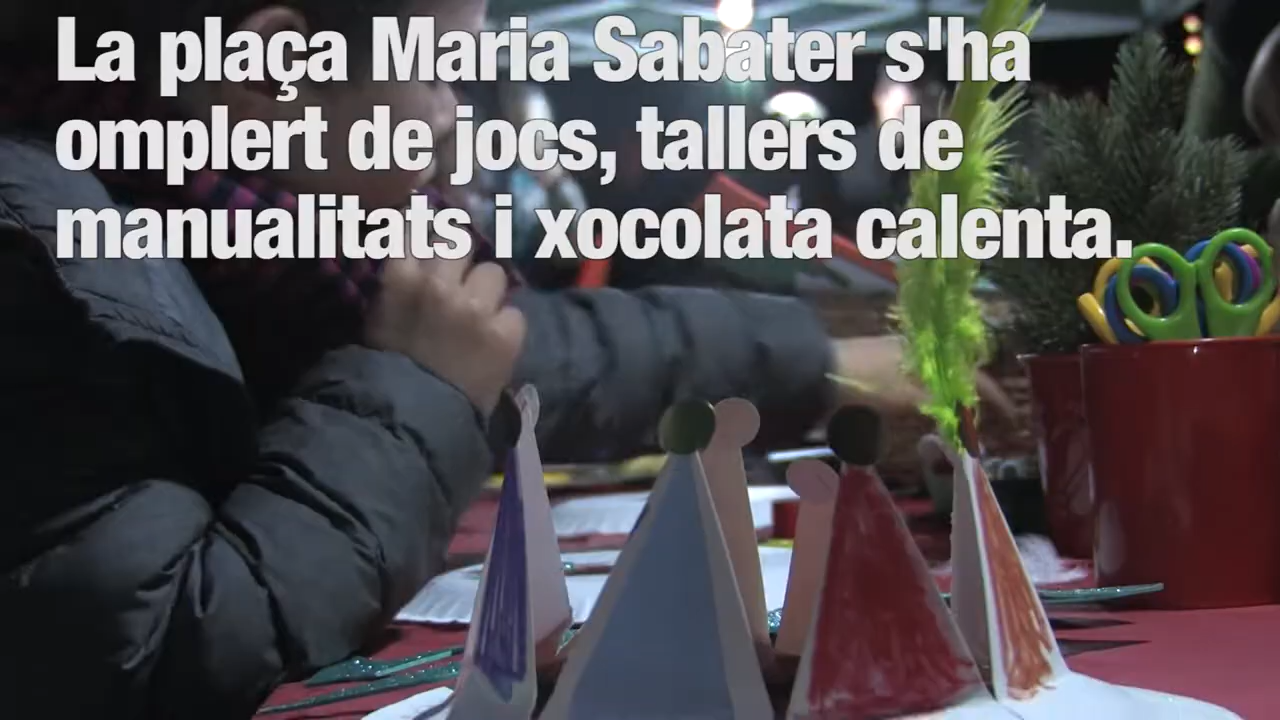 La plaça Maria Sabater s'ha
omplert de jocs, tallers de
manualitats i xocolata calenta.